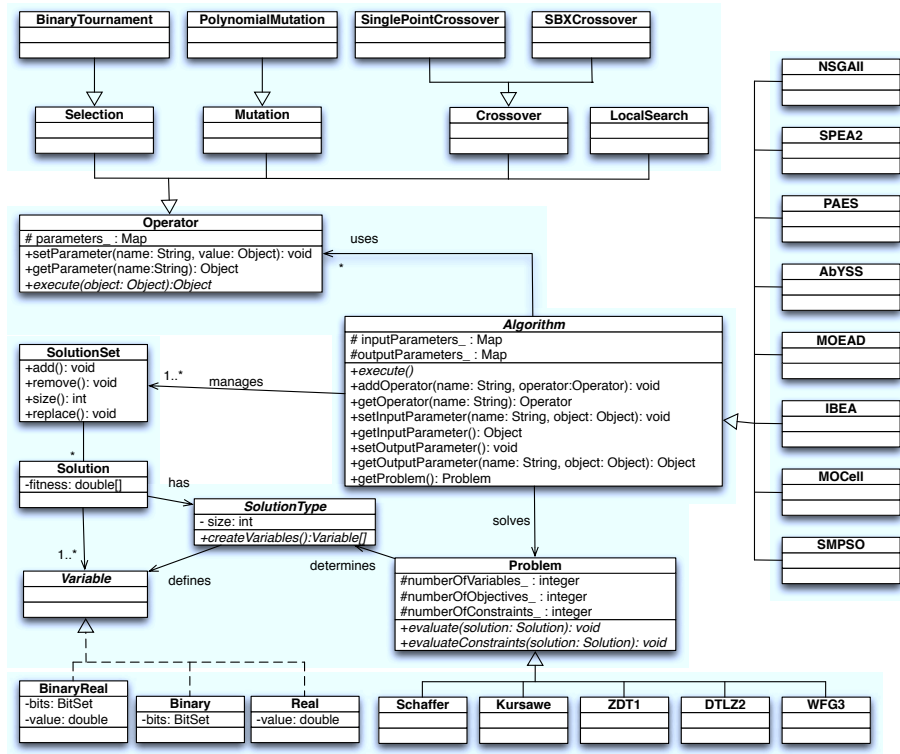 BinaryTournament
PolynomialMutation
SinglePointCrossover
SBXCrossover
Selection
Mutation
Crossover
LocalSearch
Operator
# parameters_ : Map
+setParameter(name: String, value: Object): void
+getParameter(name:String): Object
+execute(object: Object):Object
uses
*
Algorithm
# inputParameters_ : Map
#outputParameters_ : Map
+execute()
+addOperator(name: String, operator:Operator): void
+getOperator(name: String): Operator
+setInputParameter(name: String, object: Object): void
+getInputParameter(): Object
+setOutputParameter(): void
+getOutputParameter(name: String, object: Object): Object
+getProblem(): Problem
NSGAII
SPEA2
PAES
AbYSS
MOEAD
IBEA
MOCell
SMPSO
SolutionSet
+add(): void
+remove(): void
+size(): int
+replace(): void
1..*
manages
*
Solution
-fitness: double[]
has
SolutionType
- size: int
+createVariables():Variable[]
solves
1..*
defines
determines
Variable
Problem
#numberOfVariables_ : integer
#numberOfObjectives_ : integer
#numberOfConstraints_ : integer
+evaluate(solution: Solution): void
+evaluateConstraints(solution: Solution): void
BinaryReal
-bits: BitSet
-value: double
Binary
-bits: BitSet
Real
-value: double
Schaffer
Kursawe
ZDT1
DTLZ2
WFG3